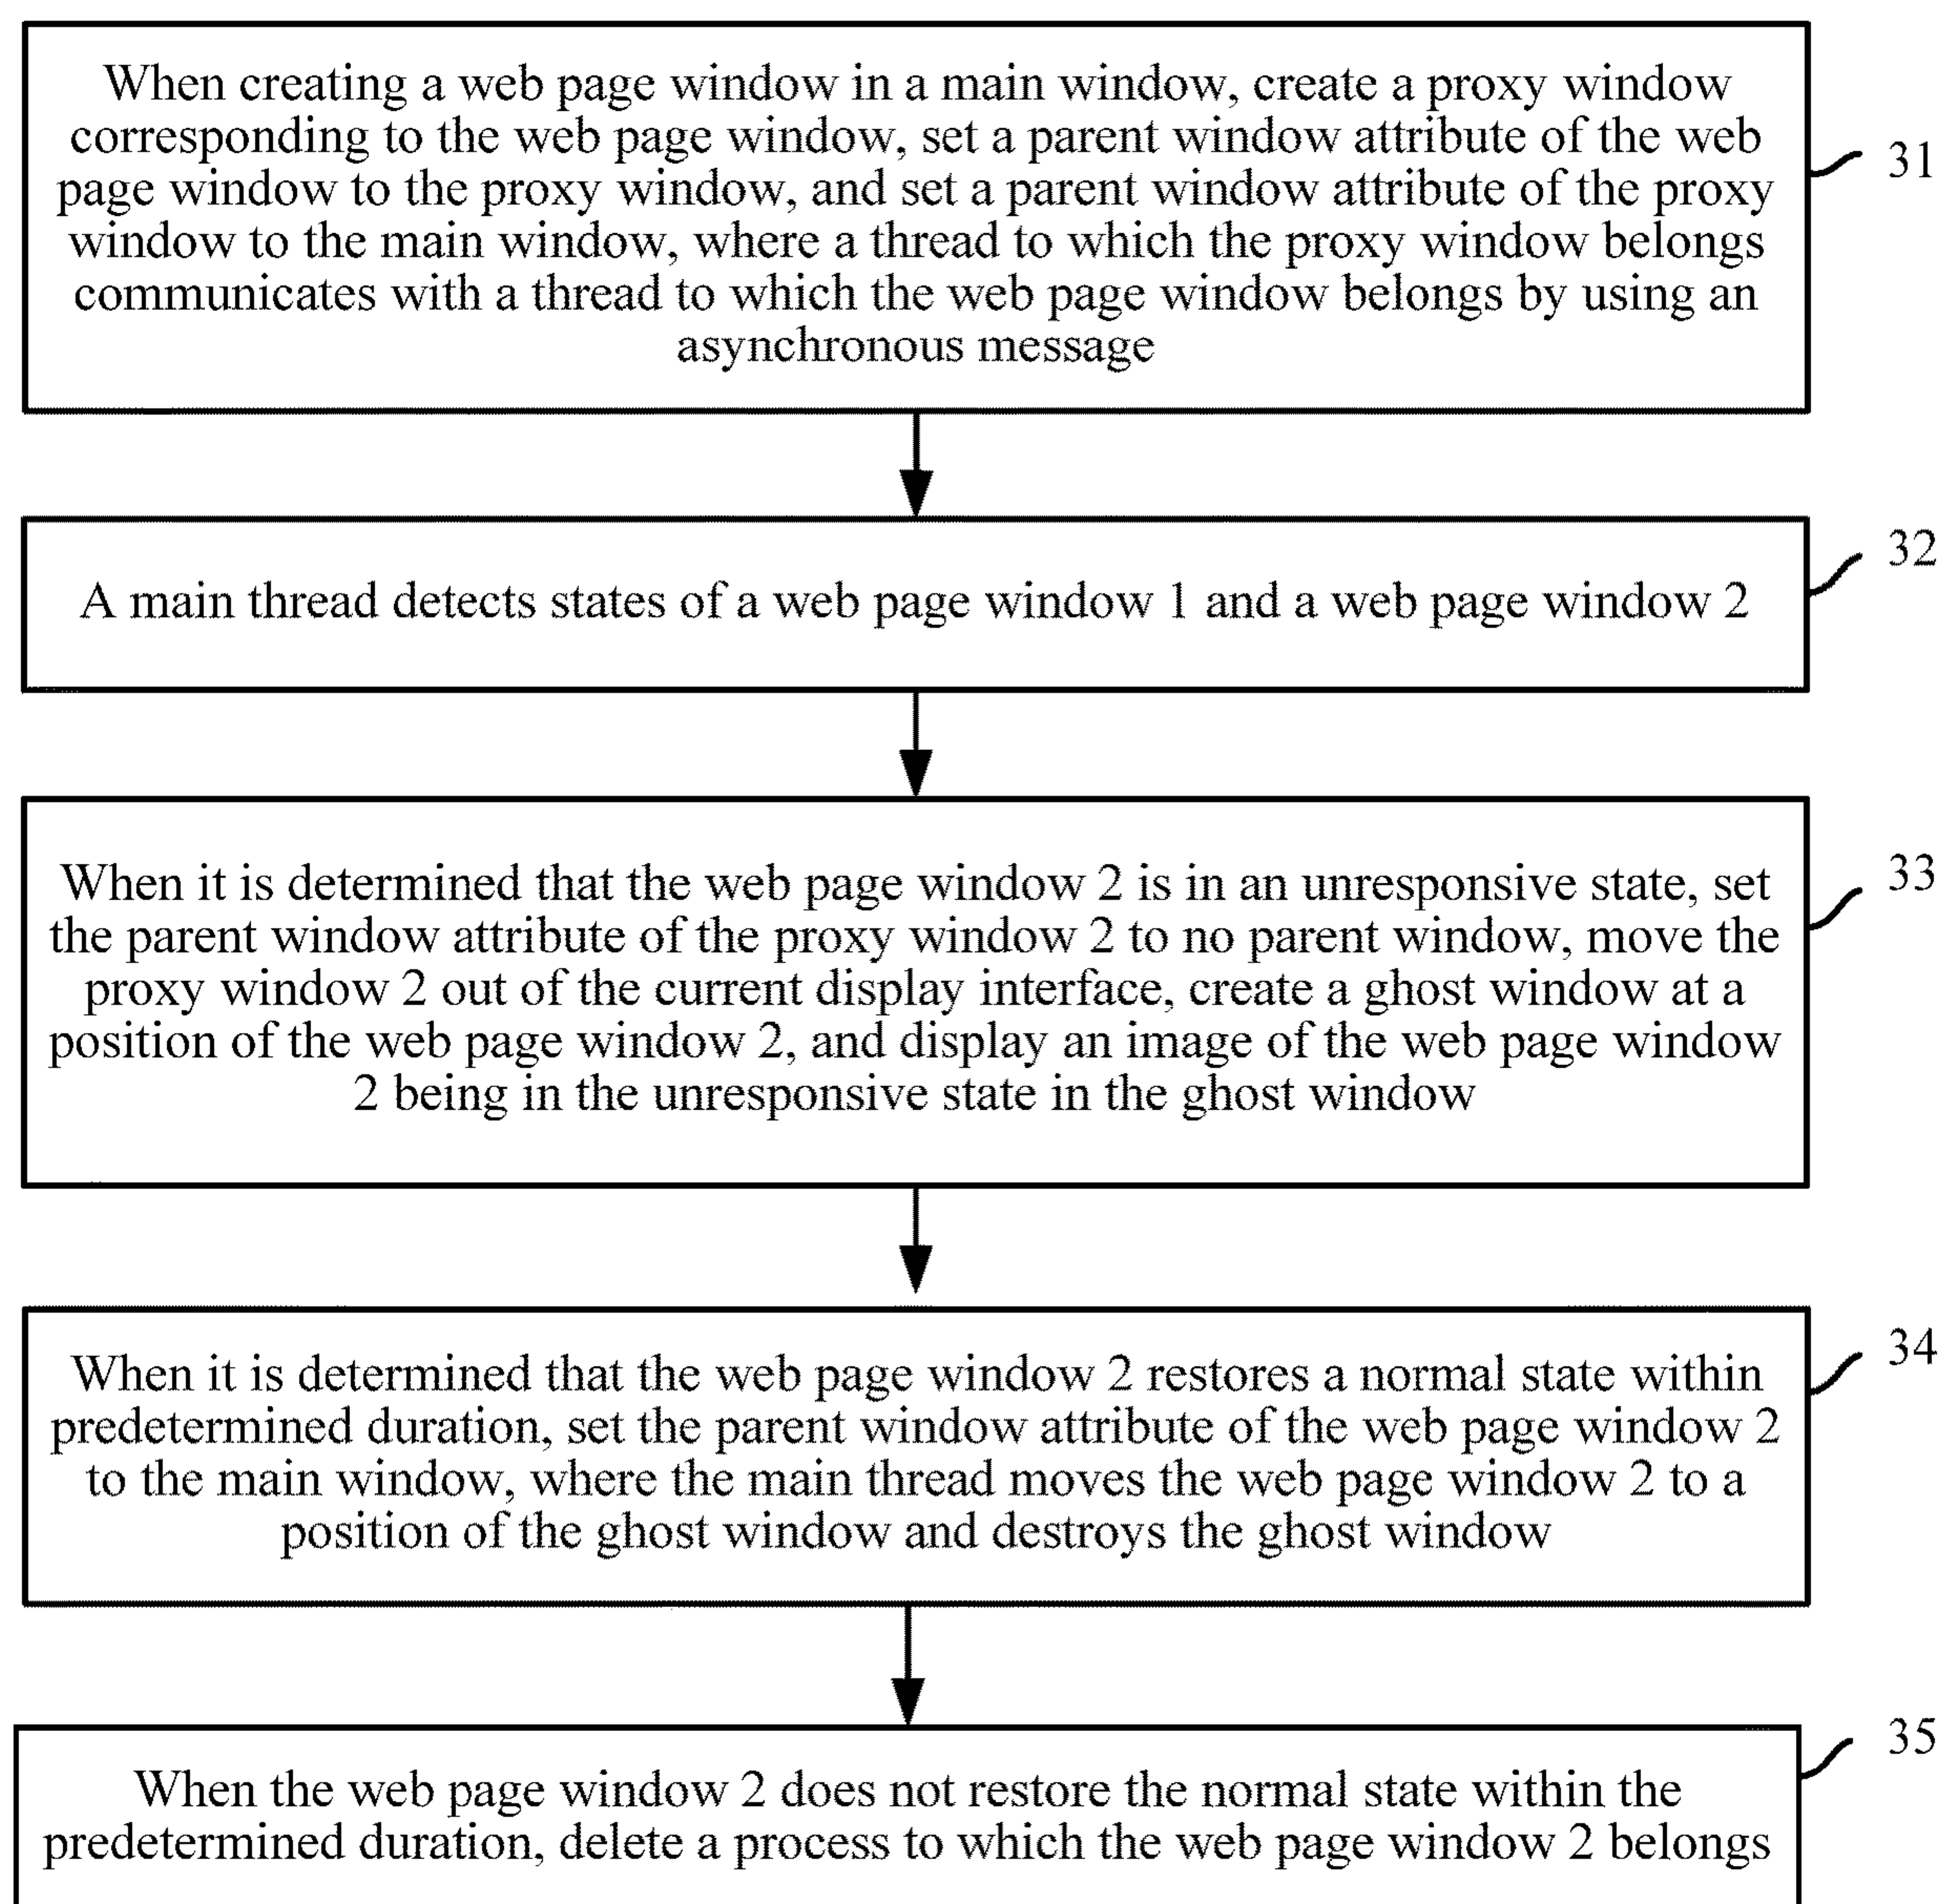 When creating a web page window in a main window, create a proxy window
corresponding to the web page window, set a parent window attribute of the web
page window to the proxy window, and set a parent window attribute of the proxy
window to the main window, where a thread to which the proxy window belongs
communicates with a thread to which the web page window belongs by using an
asynchronous message
31
A main thread detects states of a web page window 1 and a web page window 2
32
When it is determined that the web page window 2 is in an unresponsive state, set
the parent window attribute of the proxy window 2 to no parent window, move the
proxy window 2 out of the current display interface, create a ghost window at a
position of the web page window 2, and display an image of the web page window
2 being in the unresponsive state in the ghost window
33
When it is determined that the web page window 2 restores a normal state within
predetermined duration, set the parent window attribute of the web page window 2
to the main window, where the main thread moves the web page window 2 to a
position of the ghost window and destroys the ghost window
34
When the web page window 2 does not restore the normal state within the
predetermined duration, delete a process to which the web page window 2 belongs
35